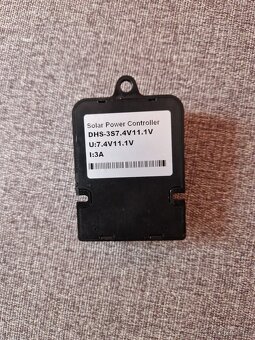 Solar Power Controller
DHS-3S7.4V11.1V
U:7.4V11.1V
I:3A